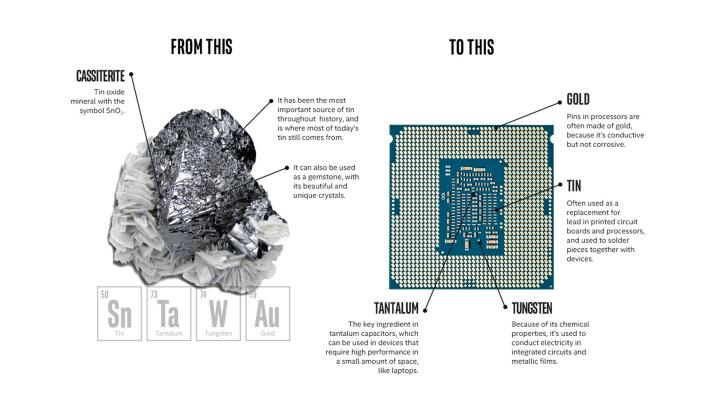 FROM THIS
TO THIS
CASSITERITE
Tin oxide
mineral with the
symbol SnO₂.
It has been the most
important source of tin
throughout history, and
is where most of today's
tin still comes from.
It can also be used
as a gemstone, with
its beautiful and
unique crystals.
50
Sn
Tin
73
Ta
Tantalum
74
W
Tungsten
79
Au
Gold
GOLD
Pins in processors are
often made of gold,
because it's conductive
but not corrosive.
TIN
Often used as a
replacement for
lead in printed circuit
boards and processors,
and used to solder
pieces together with
devices.
TANTALUM
The key ingredient in
tantalum capacitors, which
can be used in devices that
require high performance in
a small amount of space,
like laptops.
TUNGSTEN
Because of its chemical
properties, it's used to
conduct electricity in
integrated circuits and
metallic films.